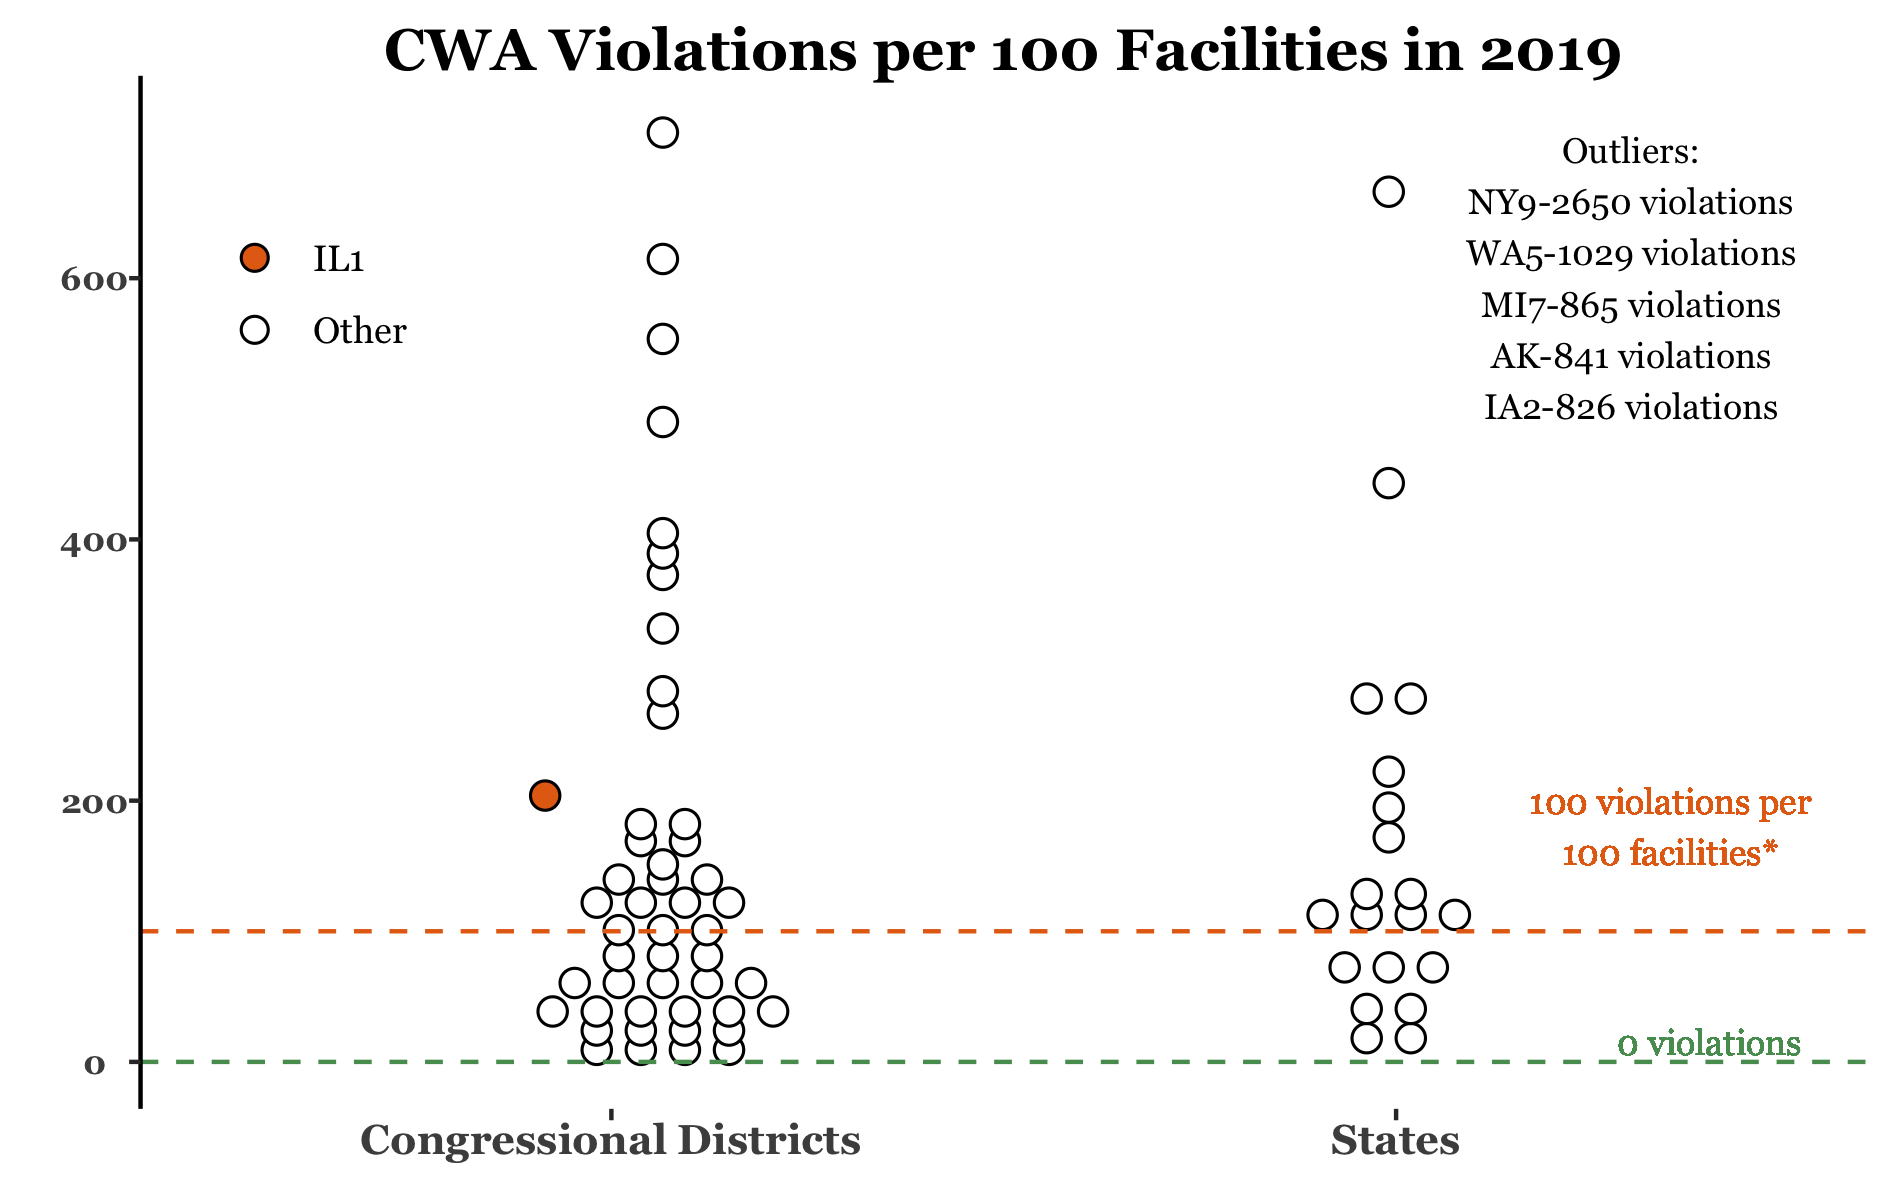 CWA Violations per 100 Facilities in 2019
Outliers:
NY9-2650 violations
WA5-1029 violations
MI7-865 violations
AK-841 violations
IA2-826 violations
IL1
Other
600
400
200
0
100 violations per
100 facilities*
0 violations
Congressional Districts
States